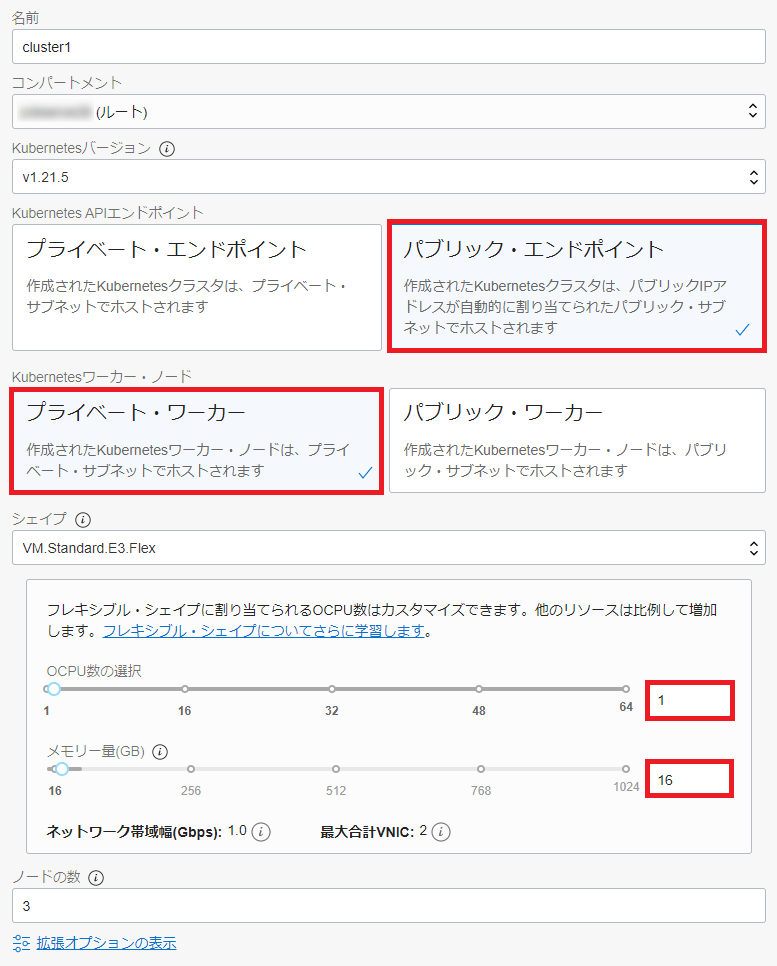 名前
cluster1
コンパートメント
(ルート)
Kubernetesバージョン
v1.21.5
Kubernetes APIエンドポイント
プライベート・エンドポイント
作成されたKubernetesクラスタは、プライベート・
サブネットでホストされます
パブリック・エンドポイント
作成されたKubernetesクラスタは、パブリックIPア
ドレスが自動的に割り当てられたパブリック・サブ
ネットでホストされます
Kubernetesワーカー・ノード
プライベート・ワーカー
作成されたKubernetesワーカー・ノードは、プライ
ベート・サブネットでホストされます
パブリック・ワーカー
作成されたKubernetesワーカー・ノードは、パブリ
ック・サブネットでホストされます
シェイプ
VM.Standard.E3.Flex
フレキシブル・シェイプに割り当てられるOCPU数はカスタマイズできます。他のリソースは比例して増加
します。フレキシブル・シェイプについてさらに学習します。
OCPU数の選択
1 16 32 48 64
1
メモリー量(GB)
16 256 512 768 1024
16
ネットワーク帯域幅(Gbps): 1.0 最大合計VNIC: 2
ノードの数
3
拡張オプションの表示